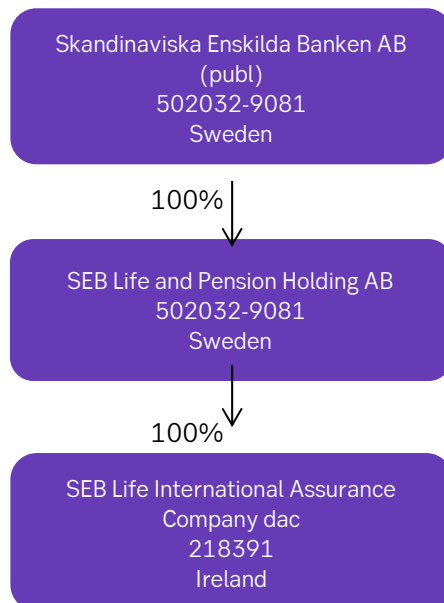 Skandinaviska Enskilda Banken AB
(publ)
502032-9081
Sweden
100%
SEB Life and Pension Holding AB
502032-9081
Sweden
100%
SEB Life International Assurance
Company dac
218391
Ireland